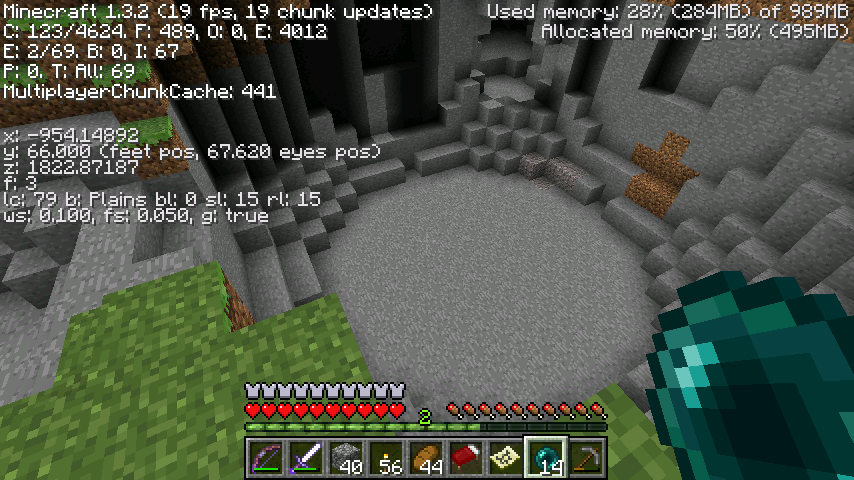 Minecraft 1.3.2 (19 fps, 19 chunk updates)
C: 123/4624. F: 489, O: 0, E: 4012
E: 2/69. B: 0, I: 67
P: 0. T: All: 69
MultiplayerChunkCache: 441
Used memory: 28% (284MB) of 989MB
Allocated memory: 50% (495MB)
x: -954.14892
y: 66.000 (feet pos, 67.620 eyes pos)
z: 1822.87187
f: 3
lc: 79 b: Plains bl: 0 sl: 15 rl: 15
ws: 0.100, fs: 0.050, g: true
2
40 56 44 14